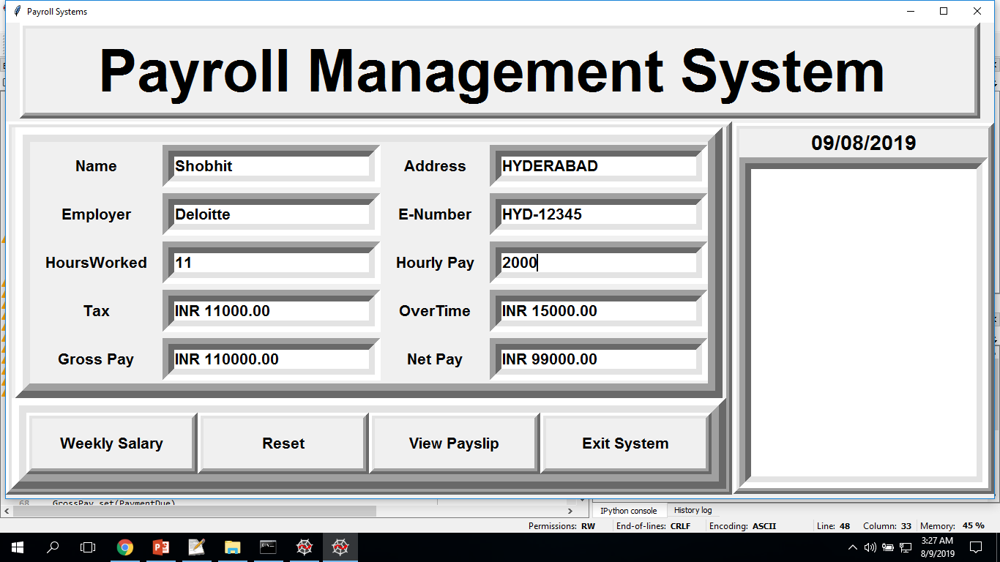 Payroll Systems
Payroll Management System
Name Shobhit Address HYDERABAD
Employer Deloitte E-Number HYD-12345
HoursWorked 11 Hourly Pay 2000
Tax INR 11000.00 OverTime INR 15000.00
Gross Pay INR 110000.00 Net Pay INR 99000.00
Weekly Salary Reset View Payslip Exit System
09/08/2019
68 GrossPay.set(PaymentDue)
IPython console History log
Permissions: RW End-of-lines: CRLF Encoding: ASCII Line: 48 Column: 33 Memory: 45 %
3:27 AM
8/9/2019